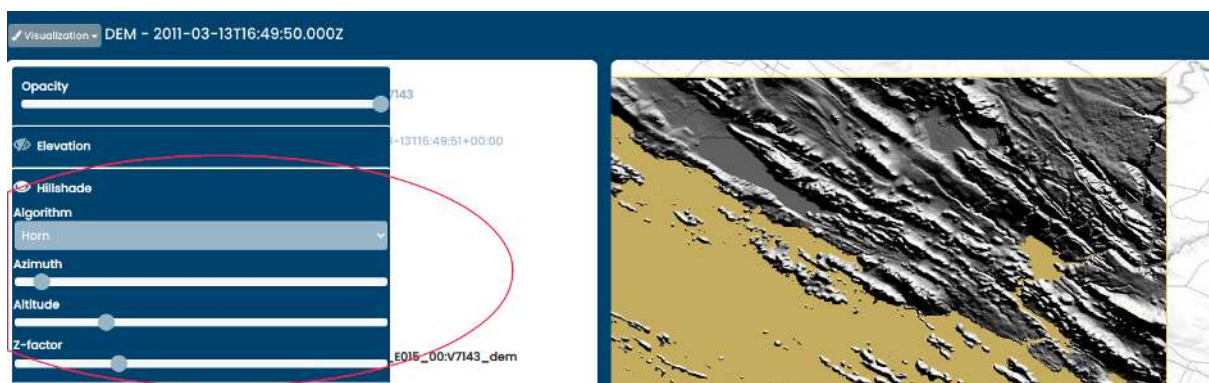 Visualization DEM - 2011-03-13T16:49:50.000Z
Opacity
7143
-13T16:49:51+00:00
Elevation
Hillshade
Algorithm
Horn
Azimuth
Altitude
Z-factor
_E015_00:V7143_dem